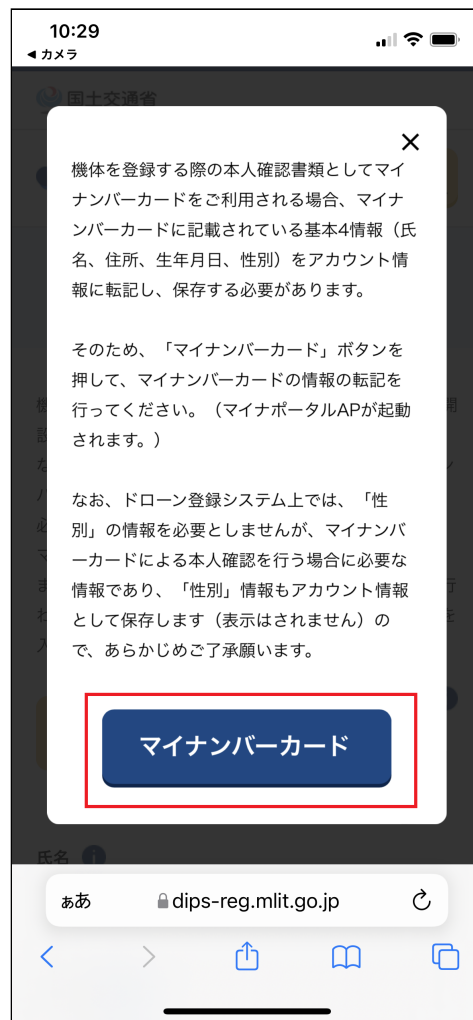 10:29
◀ カメラ
国土交通省
×
機体を登録する際の本人確認書類としてマイ
ナンバーカードをご利用される場合、マイナ
ンバーカードに記載されている基本4情報（氏
名、住所、生年月日、性別）をアカウント情
報に転記し、保存する必要があります。
そのため、「マイナンバーカード」ボタンを
押して、マイナンバーカードの情報の転記を
行ってください。（マイナポータルAPが起動
されます。）
なお、ドローン登録システム上では、「性
別」の情報を必要としませんが、マイナンバ
ーカードによる本人確認を行う場合に必要な
情報であり、「性別」情報もアカウント情報
として保存します（表示はされません）の
で、あらかじめご了承願います。
マイナンバーカード
氏名 i
ぁあ dips-reg.mlit.go.jp